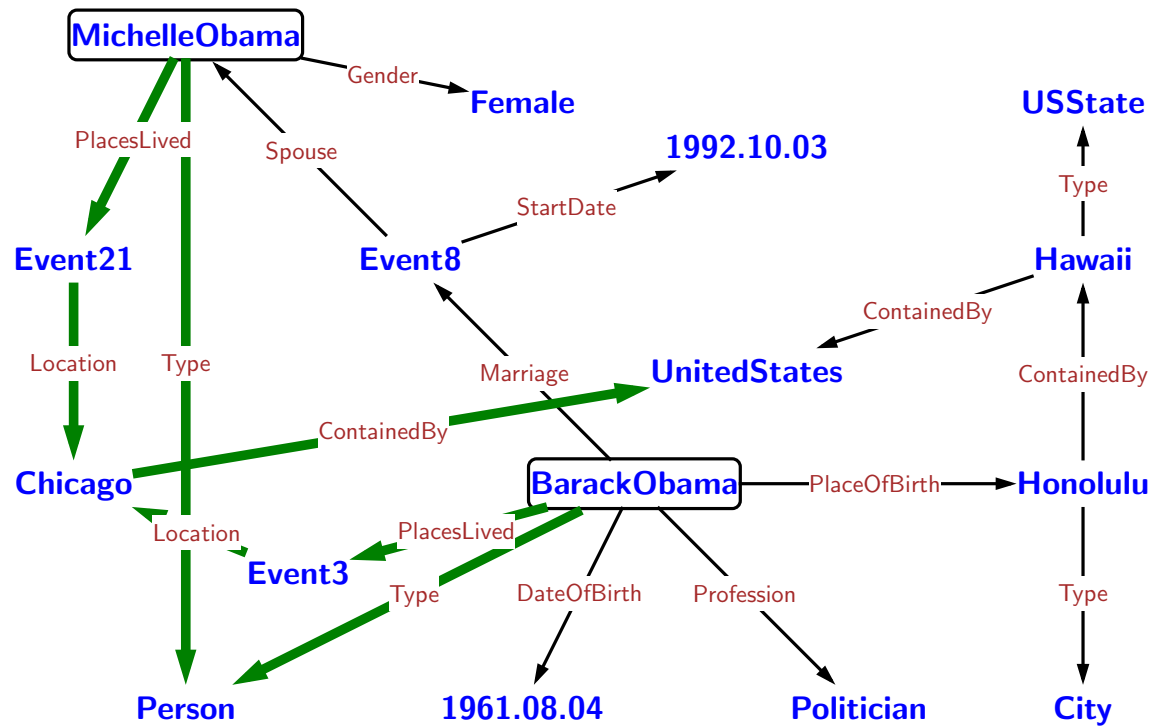 MichelleObama
Gender
Female
USState
PlacesLived
Spouse
1992.10.03
Type
StartDate
Event21
Event8
Hawaii
ContainedBy
Location
Type
Marriage
UnitedStates
ContainedBy
ContainedBy
Chicago
BarackObama
PlaceOfBirth
Honolulu
Location
PlacesLived
Event3
Type
DateOfBirth
Profession
Type
Person
1961.08.04
Politician
City